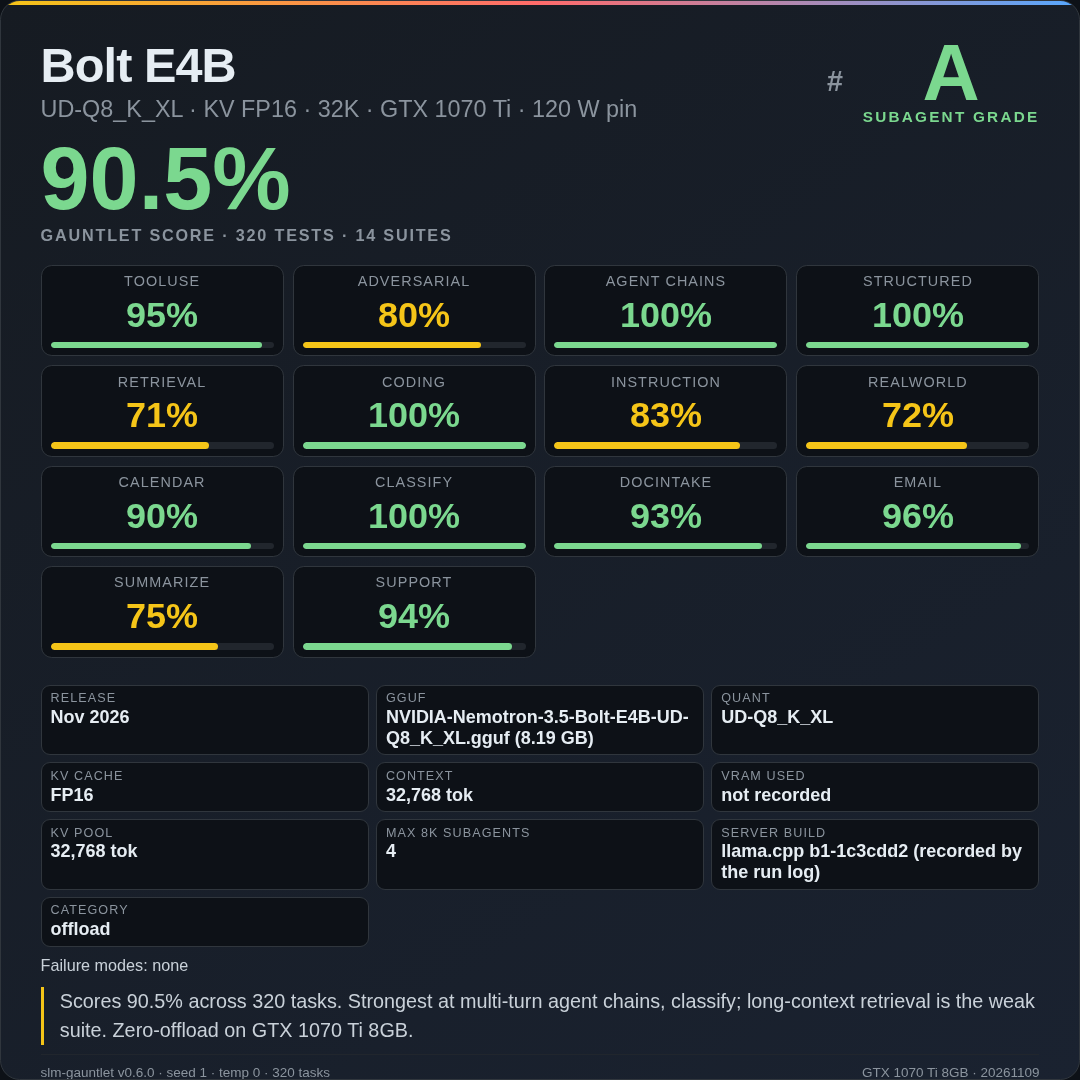 Bolt E4B
UD-Q8_K_XL · KV FP16 · 32K · GTX 1070 Ti · 120 W pin
#
A
SUBAGENT GRADE
90.5%
GAUNTLET SCORE · 320 TESTS · 14 SUITES
TOOLUSE
95%
ADVERSARIAL
80%
AGENT CHAINS
100%
STRUCTURED
100%
RETRIEVAL
71%
CODING
100%
INSTRUCTION
83%
REALWORLD
72%
CALENDAR
90%
CLASSIFY
100%
DOCINTAKE
93%
EMAIL
96%
SUMMARIZE
75%
SUPPORT
94%
RELEASE
Nov 2026
GGUF
NVIDIA-Nemotron-3.5-Bolt-E4B-UD-
Q8_K_XL.gguf (8.19 GB)
QUANT
UD-Q8_K_XL
KV CACHE
FP16
CONTEXT
32,768 tok
VRAM USED
not recorded
KV POOL
32,768 tok
MAX 8K SUBAGENTS
4
SERVER BUILD
llama.cpp b1-1c3cdd2 (recorded by
the run log)
CATEGORY
offload
Failure modes: none
Scores 90.5% across 320 tasks. Strongest at multi-turn agent chains, classify; long-context retrieval is the weak
suite. Zero-offload on GTX 1070 Ti 8GB.
slm-gauntlet v0.6.0 · seed 1 · temp 0 · 320 tasks
GTX 1070 Ti 8GB · 20261109